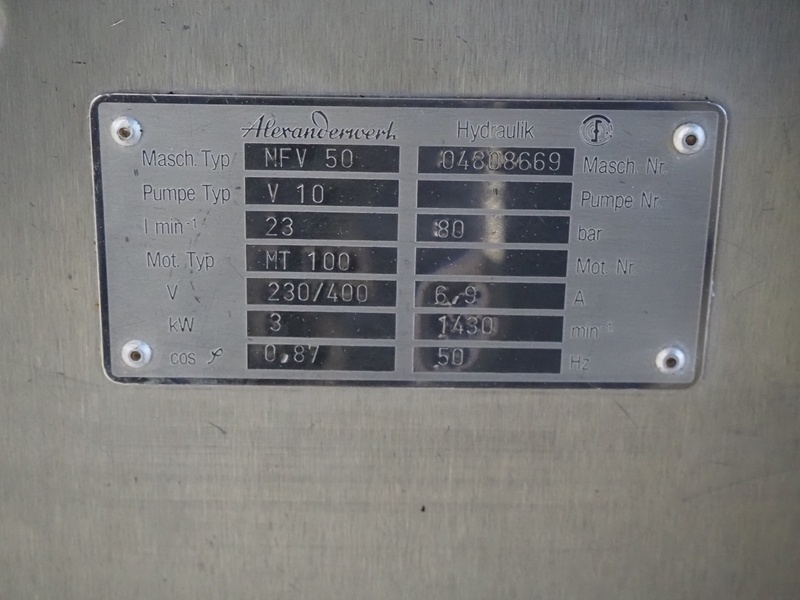 Alexanderwerk Hydraulik
Masch. Typ MFV 50 04808669 Masch. Nr.
Pumpe Typ V 10 Pumpe Nr.
l min⁻¹ 23 80 bar
Mot. Typ MT 100 Mot. Nr.
V 230/400 6,9 A
kW 3 1430 min⁻¹
cos φ 0,87 50 Hz